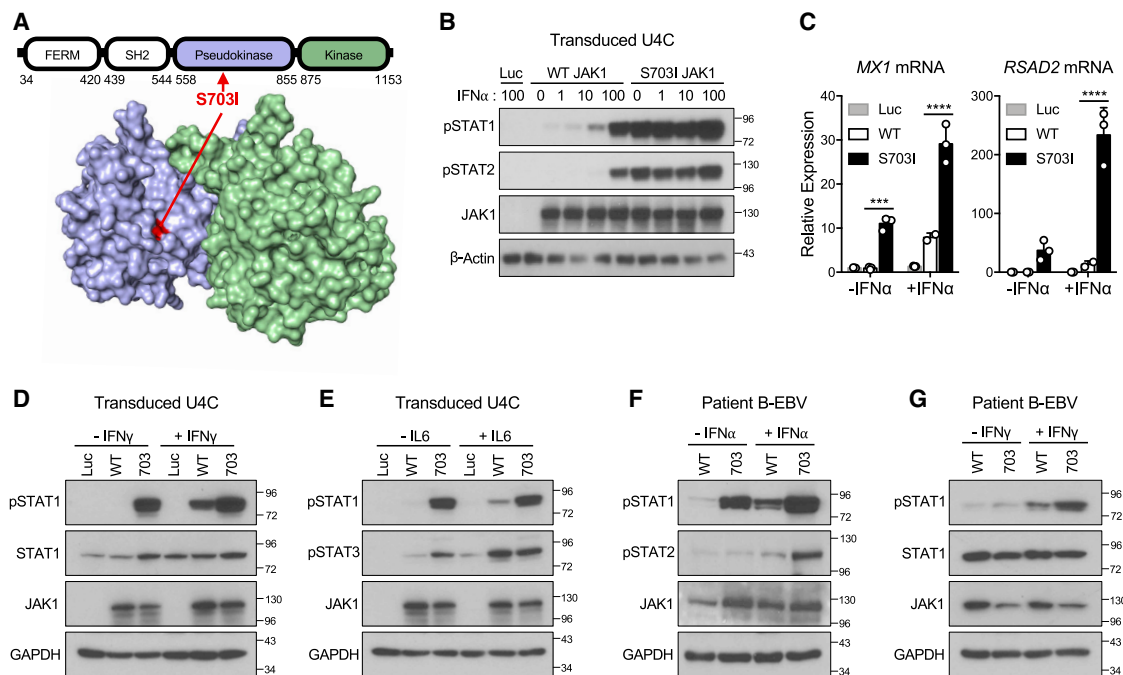 A
FERM SH2 Pseudokinase Kinase
34 420 439 544 558 855 875 1153
S703I
B
Transduced U4C
Luc WT JAK1 S703I JAK1
IFNα : 100 0 1 10 100 0 1 10 100
pSTAT1 96 72
pSTAT2 130 96
JAK1 130
β-Actin 43
C
MX1 mRNA RSAD2 mRNA
Relative Expression
40 30 20 10 0
Luc WT S703I
*** ****
-IFNα +IFNα
300 200 100 0
Luc WT S703I
****
-IFNα +IFNα
D
Transduced U4C
- IFNγ + IFNγ
Luc WT 703 Luc WT 703
pSTAT1 96 72
STAT1 96 72
JAK1 130 96
GAPDH 43 34
E
Transduced U4C
- IL6 + IL6
Luc WT 703 Luc WT 703
pSTAT1 96 72
pSTAT3 96 72
JAK1 130 96
GAPDH 43 34
F
Patient B-EBV
- IFNα + IFNα
WT 703 WT 703
pSTAT1 96 72
pSTAT2 130 96
JAK1 130 96
GAPDH 43 34
G
Patient B-EBV
- IFNγ + IFNγ
WT 703 WT 703
pSTAT1 96 72
STAT1 96 72
JAK1 130 96
GAPDH 43 34